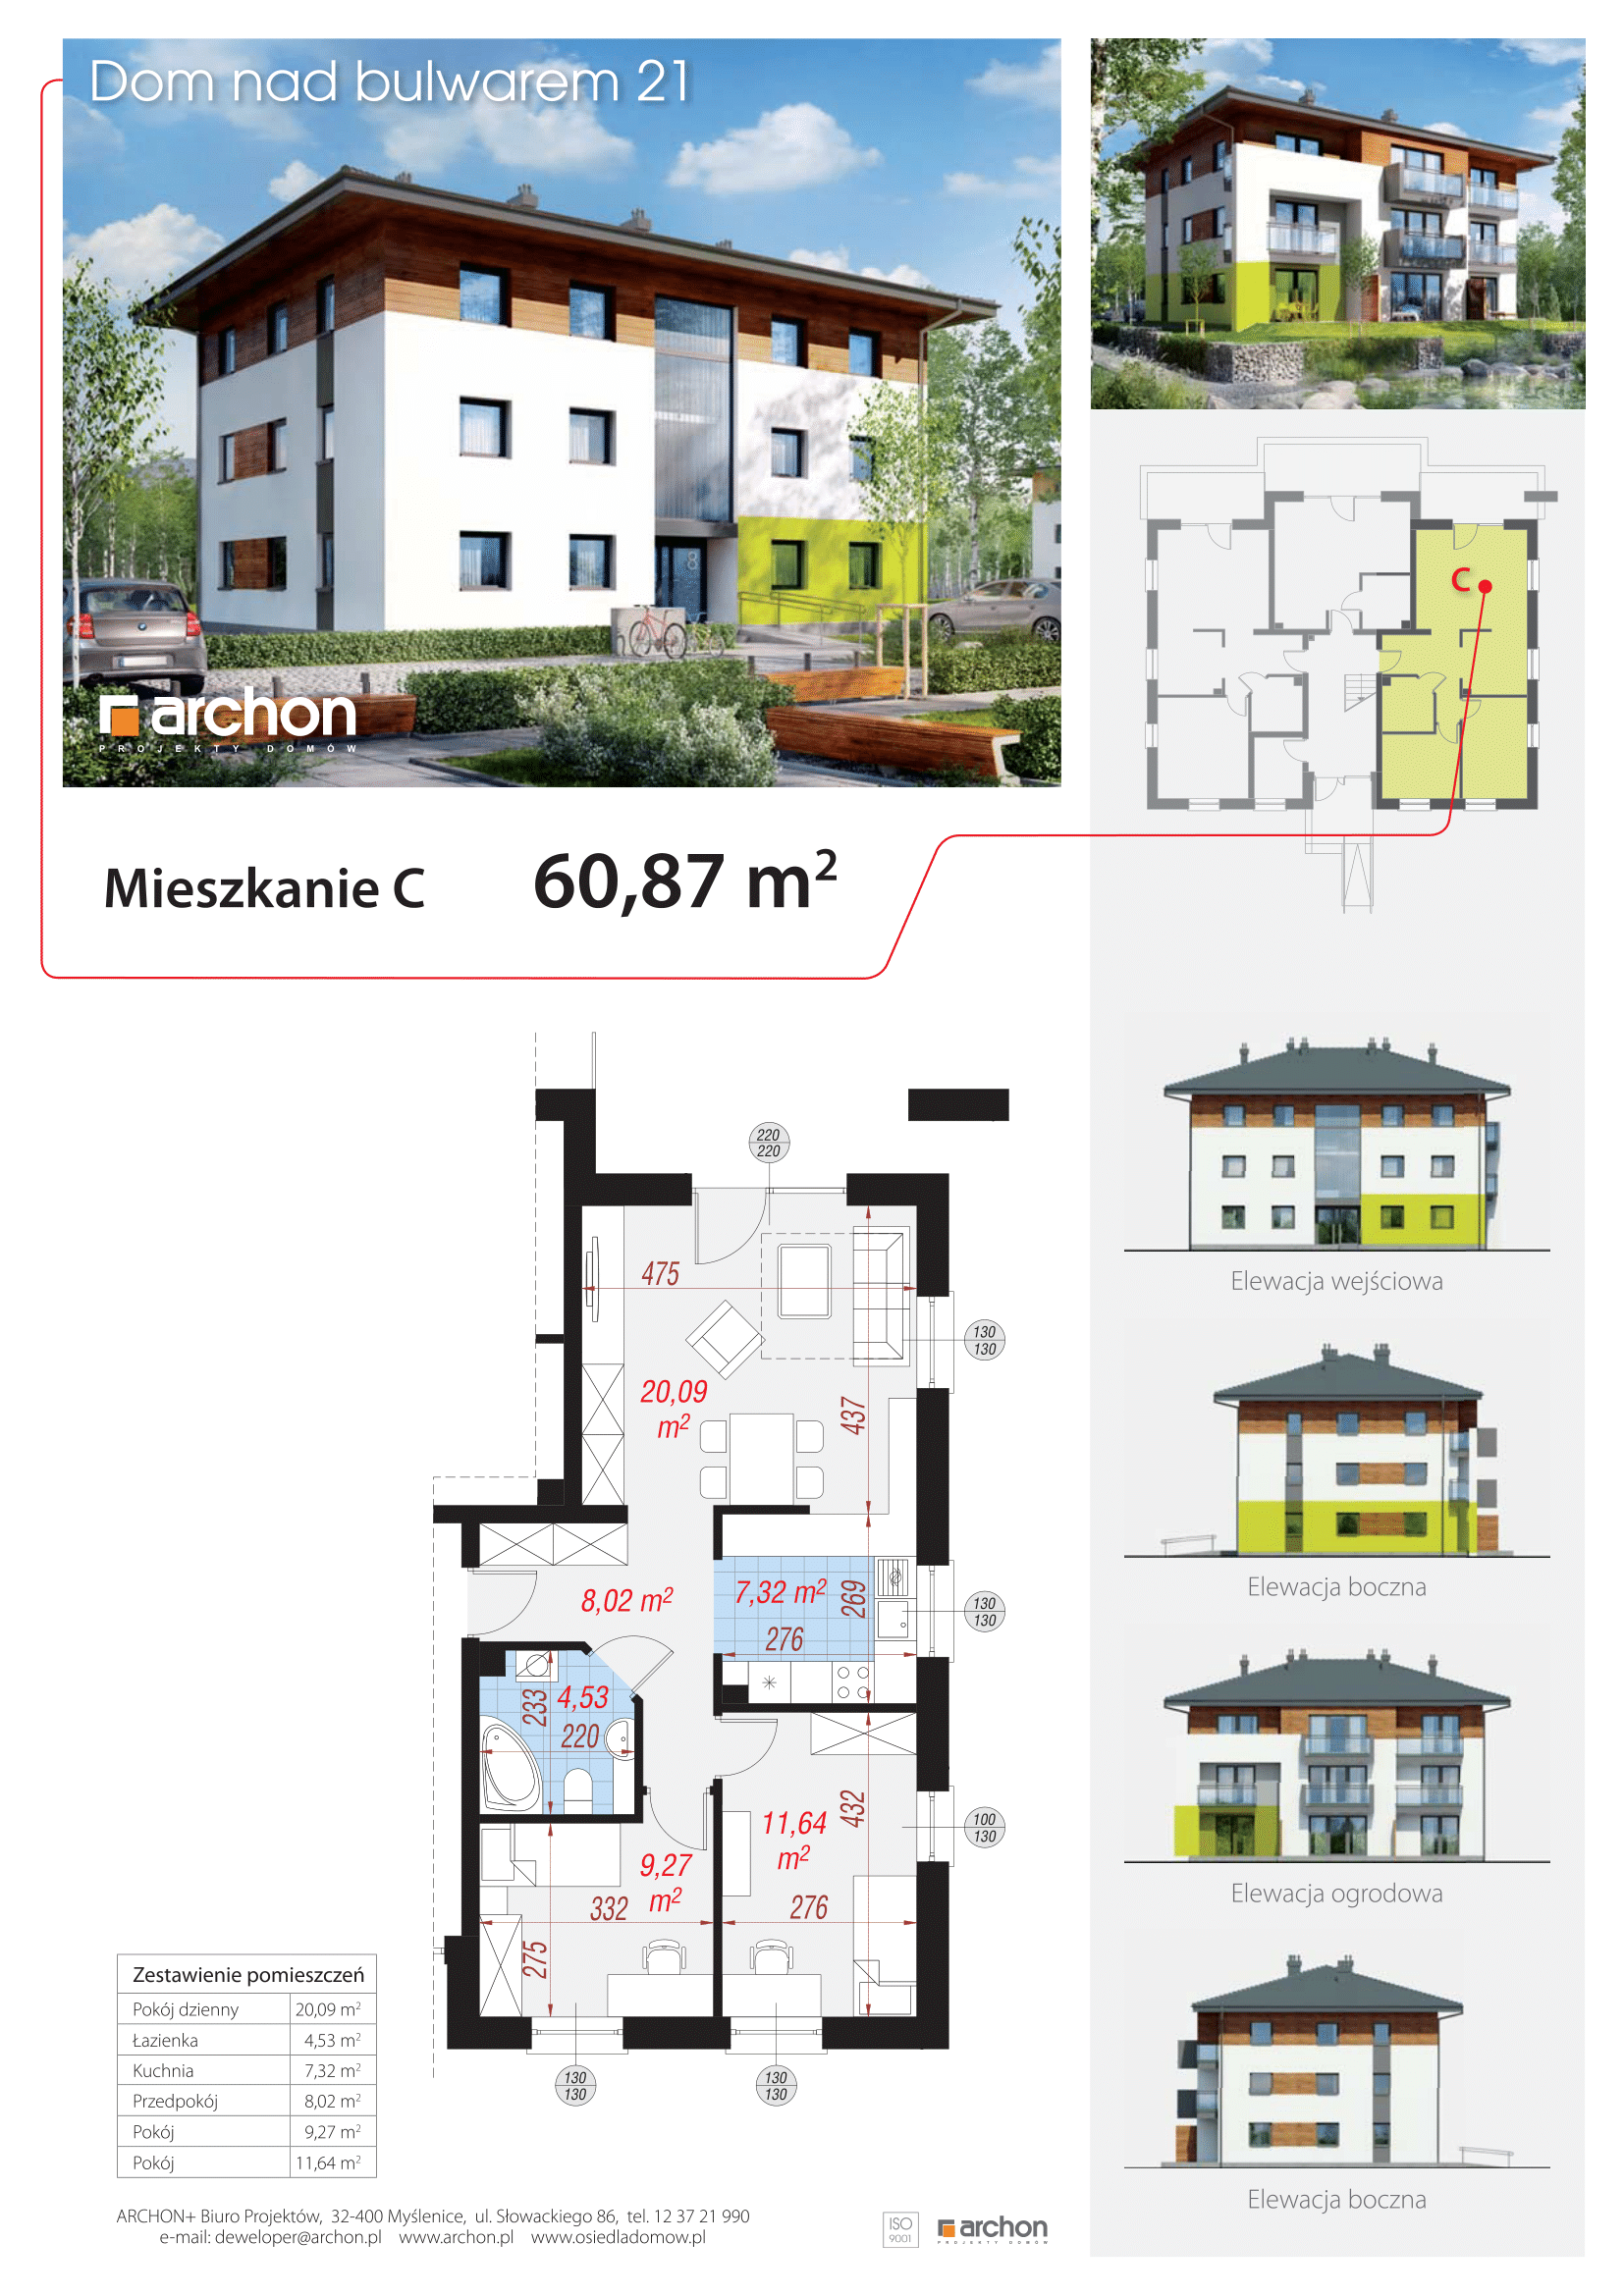 Dom nad bulwarem 21
8
archon
PROJEKTY DOMÓW
C
Mieszkanie C
60,87 m²
220
220
475
130
130
20,09
m²
437
8,02 m²
7,32 m²
269
276
130
130
233
4,53
220
11,64
m²
432
100
130
9,27
m²
332
275
276
130
130
130
130
Elewacja wejściowa
Elewacja boczna
Elewacja ogrodowa
Elewacja boczna
Zestawienie pomieszczeń
Pokój dzienny 20,09 m²
Łazienka 4,53 m²
Kuchnia 7,32 m²
Przedpokój 8,02 m²
Pokój 9,27 m²
Pokój 11,64 m²
ARCHON+ Biuro Projektów, 32-400 Myślenice, ul. Słowackiego 86, tel. 12 37 21 990
e-mail: deweloper@archon.pl www.archon.pl www.osiedladomow.pl
ISO
9001
archon
PROJEKTY DOMÓW